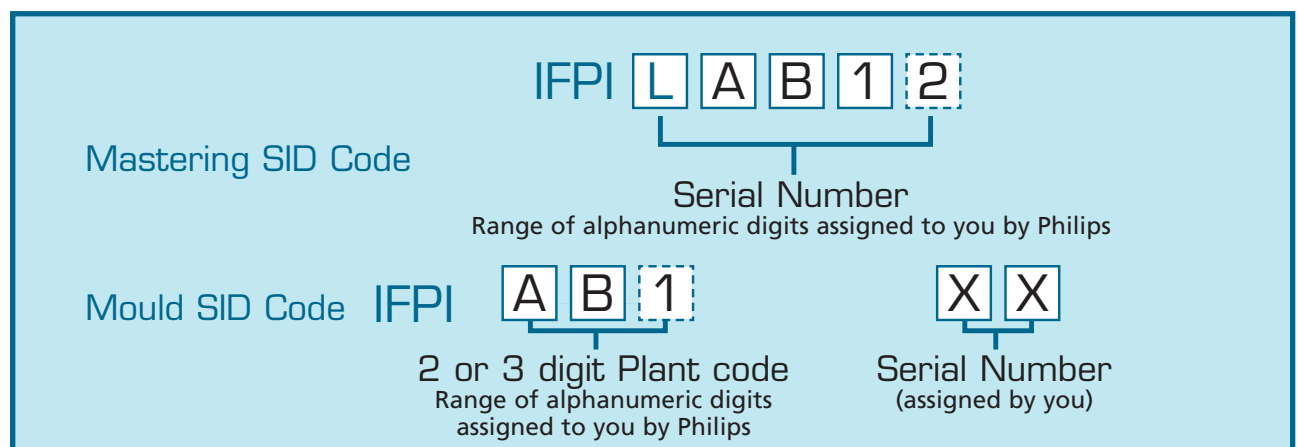 IFPI L A B 1 2
Mastering SID Code
Serial Number
Range of alphanumeric digits assigned to you by Philips
Mould SID Code IFPI A B 1 X X
2 or 3 digit Plant code
Range of alphanumeric digits
assigned to you by Philips
Serial Number
(assigned by you)